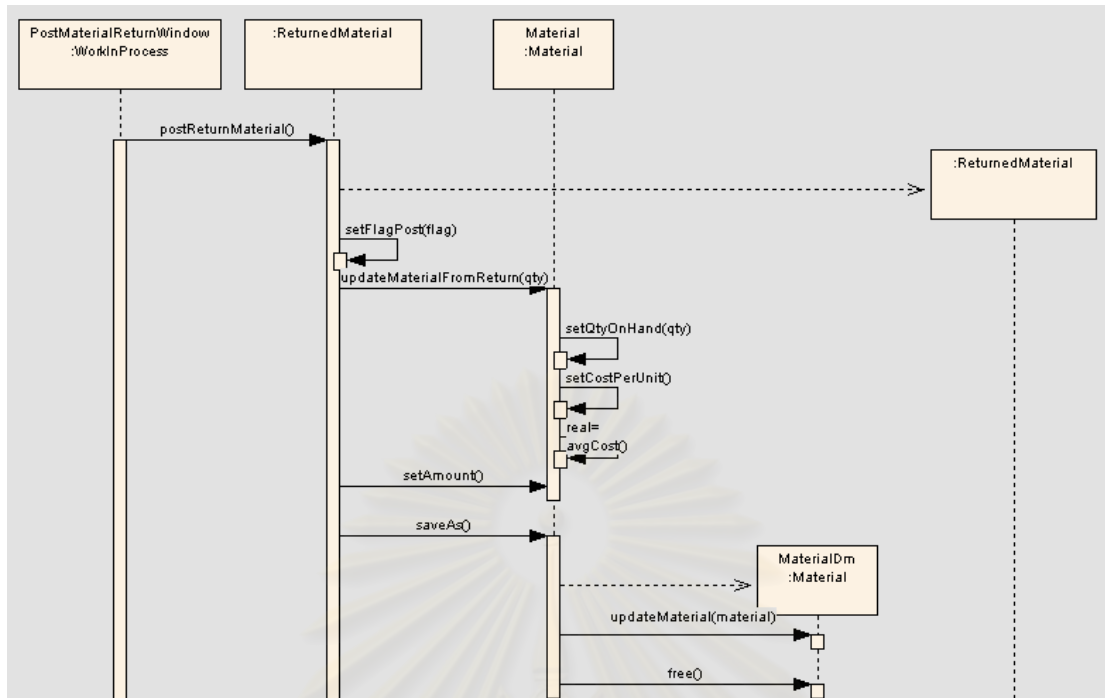 PostMaterialReturnWindow
:WorkInProcess
:ReturnedMaterial
Material
:Material
postReturnMaterial()
:ReturnedMaterial
setFlagPost(flag)
updateMaterialFromReturn(qty)
setQtyOnHand(qty)
setCostPerUnit()
real=
avgCost()
setAmount()
saveAs()
MaterialDm
:Material
updateMaterial(material)
free()